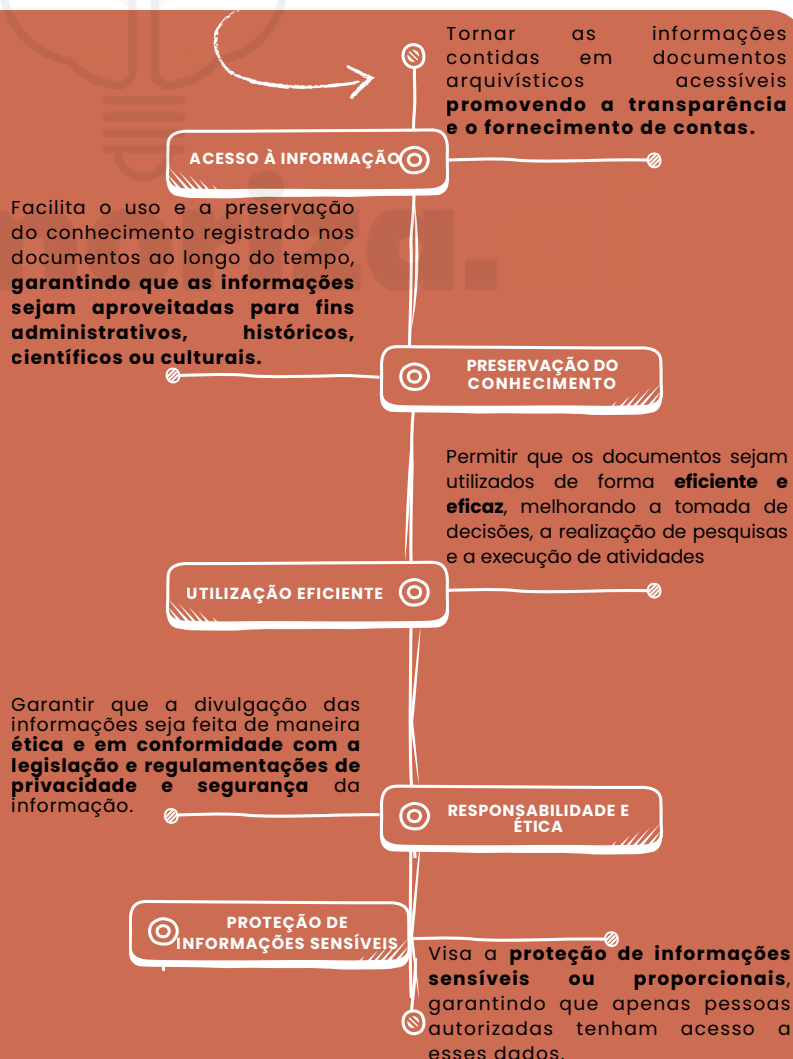 Tornar as informações
contidas em documentos
arquivísticos acessíveis
promovendo a transparência
e o fornecimento de contas.
ACESSO À INFORMAÇÃO
Facilita o uso e a preservação
do conhecimento registrado nos
documentos ao longo do tempo,
garantindo que as informações
sejam aproveitadas para fins
administrativos, históricos,
científicos ou culturais.
PRESERVAÇÃO DO
CONHECIMENTO
Permitir que os documentos sejam
utilizados de forma eficiente e
eficaz, melhorando a tomada de
decisões, a realização de pesquisas
e a execução de atividades
UTILIZAÇÃO EFICIENTE
Garantir que a divulgação das
informações seja feita de maneira
ética e em conformidade com a
legislação e regulamentações de
privacidade e segurança da
informação.
RESPONSABILIDADE E
ÉTICA
PROTEÇÃO DE
INFORMAÇÕES SENSÍVEIS
Visa a proteção de informações
sensíveis ou proporcionais,
garantindo que apenas pessoas
autorizadas tenham acesso a
esses dados.